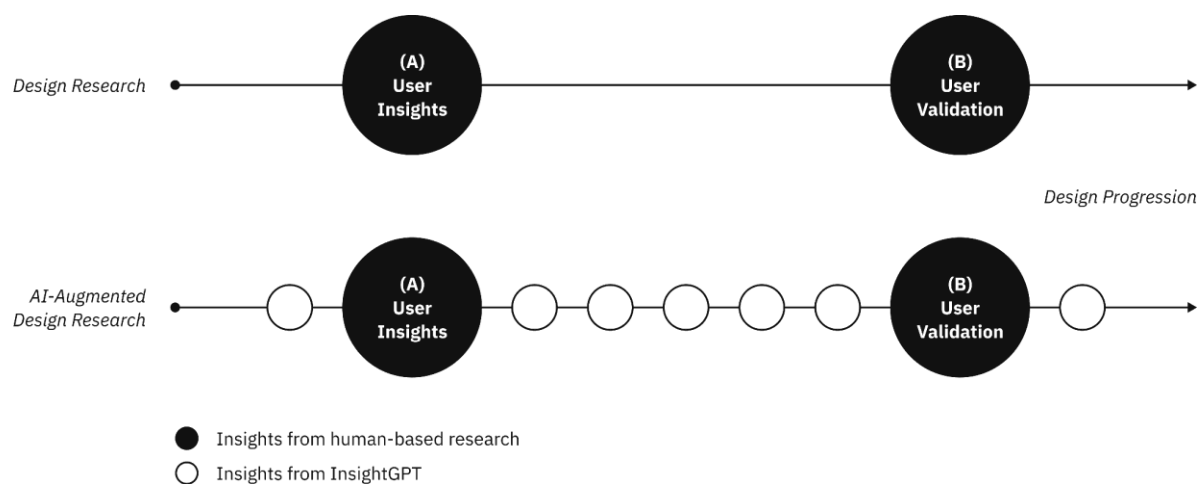 Design Research
(A)
User
Insights
(B)
User
Validation
Design Progression
AI-Augmented
Design Research
(A)
User
Insights
(B)
User
Validation
Insights from human-based research
Insights from InsightGPT